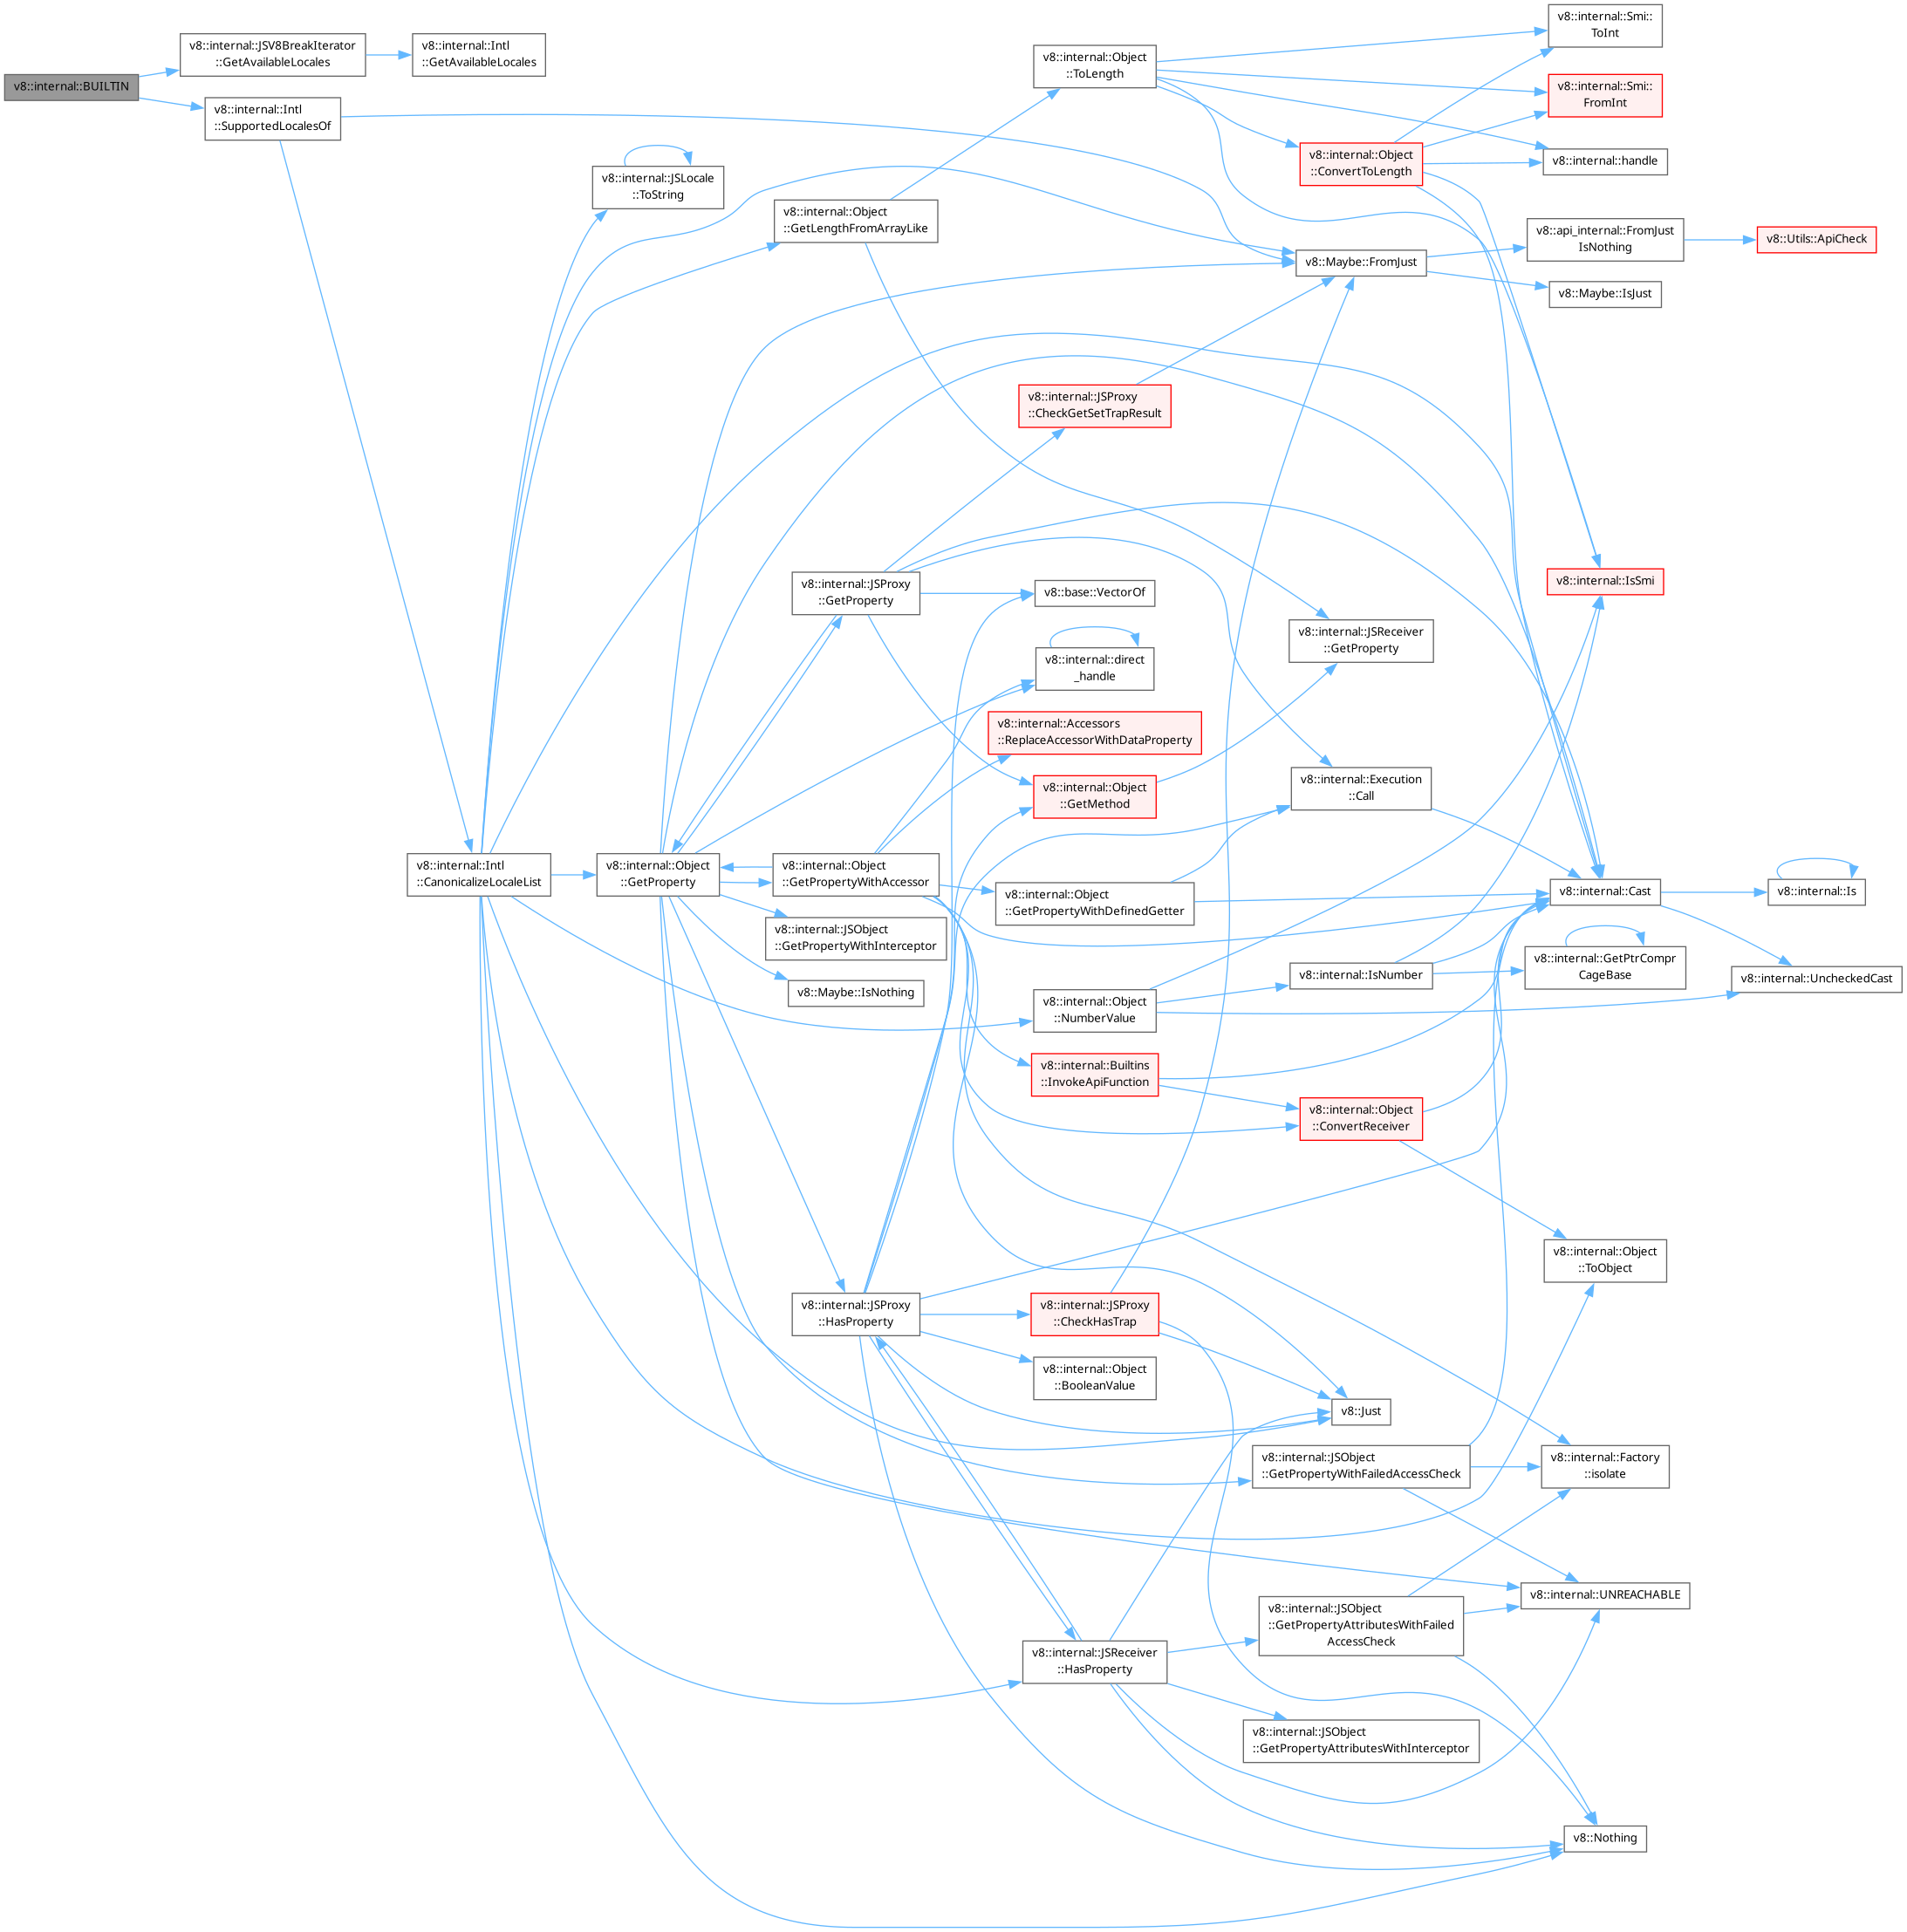 v8::internal::BUILTIN
v8::internal::JSV8BreakIterator
::GetAvailableLocales
v8::internal::Intl
::GetAvailableLocales
v8::internal::Intl
::SupportedLocalesOf
v8::internal::Intl
::CanonicalizeLocaleList
v8::internal::JSLocale
::ToString
v8::internal::Object
::GetProperty
v8::internal::Object
::GetLengthFromArrayLike
v8::internal::JSProxy
::GetProperty
v8::internal::Object
::GetPropertyWithAccessor
v8::internal::JSObject
::GetPropertyWithInterceptor
v8::Maybe::IsNothing
v8::internal::JSProxy
::HasProperty
v8::internal::Object
::ToLength
v8::internal::JSProxy
::CheckGetSetTrapResult
v8::base::VectorOf
v8::internal::direct
_handle
v8::internal::Accessors
::ReplaceAccessorWithDataProperty
v8::internal::Object
::GetMethod
v8::internal::Object
::GetPropertyWithDefinedGetter
v8::internal::Object
::NumberValue
v8::internal::Builtins
::InvokeApiFunction
v8::internal::JSProxy
::CheckHasTrap
v8::internal::Object
::BooleanValue
v8::internal::JSReceiver
::HasProperty
v8::internal::Object
::ConvertToLength
v8::Maybe::FromJust
v8::internal::JSReceiver
::GetProperty
v8::internal::Execution
::Call
v8::internal::IsNumber
v8::internal::Object
::ConvertReceiver
v8::Just
v8::internal::JSObject
::GetPropertyWithFailedAccessCheck
v8::internal::JSObject
::GetPropertyAttributesWithFailed
AccessCheck
v8::internal::JSObject
::GetPropertyAttributesWithInterceptor
v8::internal::Smi::
ToInt
v8::internal::Smi::
FromInt
v8::internal::handle
v8::api_internal::FromJust
IsNothing
v8::Maybe::IsJust
v8::internal::IsSmi
v8::internal::Cast
v8::internal::GetPtrCompr
CageBase
v8::internal::Object
::ToObject
v8::internal::Factory
::isolate
v8::internal::UNREACHABLE
v8::Nothing
v8::Utils::ApiCheck
v8::internal::Is
v8::internal::UncheckedCast